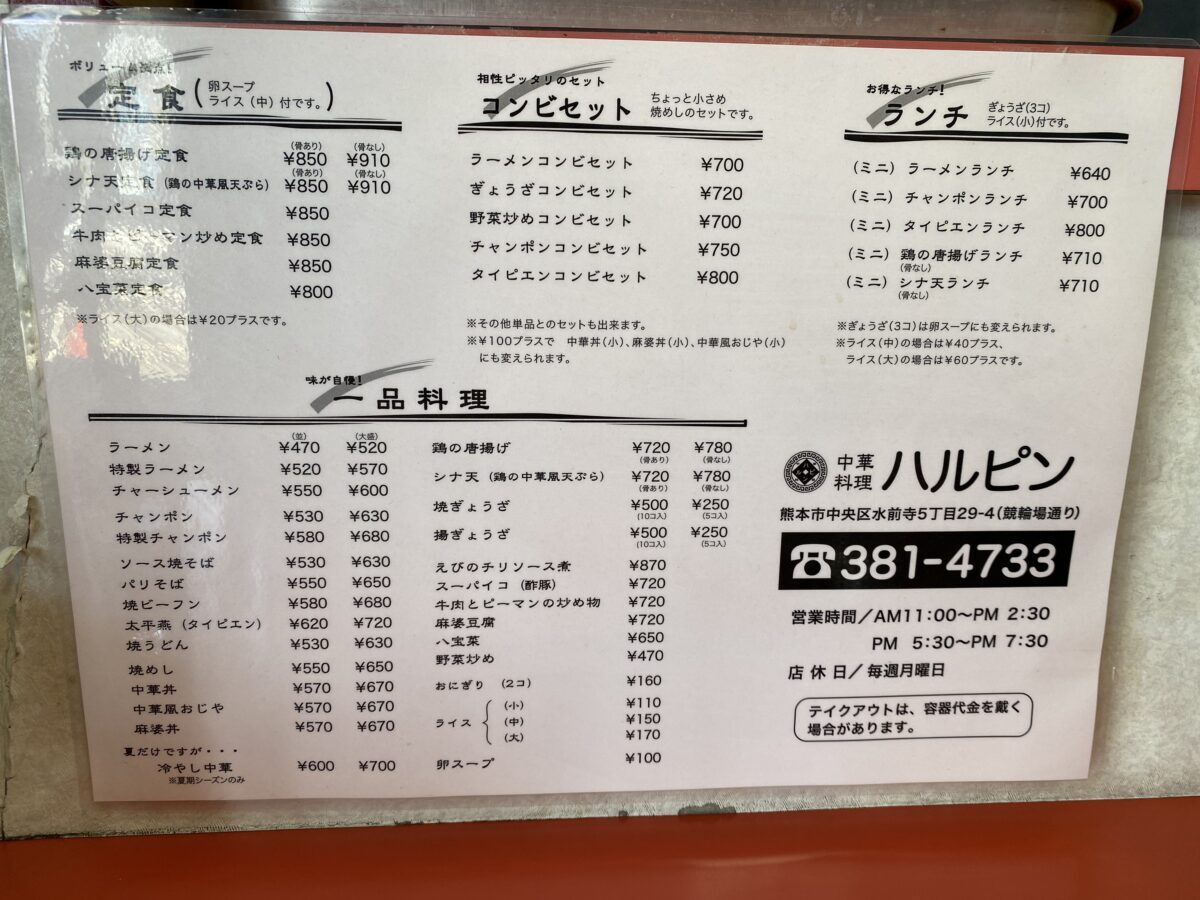 定食（卵スープ ライス（中）付です。）
鶏の唐揚げ定食 （骨あり）¥850 （骨なし）¥910
シナ天定食（鶏の中華風天ぷら） （骨あり）¥850 （骨なし）¥910
スーパイコ定食 ¥850
牛肉とピーマン炒め定食 ¥850
麻婆豆腐定食 ¥850
八宝菜定食 ¥800
※ライス（大）の場合は¥20プラスです。
相性ピッタリのセット
コンビセット ちょっと小さめ 焼めしのセットです。
ラーメンコンビセット ¥700
ぎょうざコンビセット ¥720
野菜炒めコンビセット ¥700
チャンポンコンビセット ¥750
タイピエンコンビセット ¥800
※その他単品とのセットも出来ます。
※¥100プラスで 中華丼（小）、麻婆丼（小）、中華風おじや（小）
にも変えられます。
お得なランチ！
ランチ ぎょうざ（3コ） ライス（小）付です。
（ミニ）ラーメンランチ ¥640
（ミニ）チャンポンランチ ¥700
（ミニ）タイピエンランチ ¥800
（ミニ）鶏の唐揚げランチ（骨なし） ¥710
（ミニ）シナ天ランチ（骨なし） ¥710
※ぎょうざ（3コ）は卵スープにも変えられます。
※ライス（中）の場合は¥40プラス、
ライス（大）の場合は¥60プラスです。
味が自慢！
一品料理
（並） （大盛）
ラーメン ¥470 ¥520
特製ラーメン ¥520 ¥570
チャーシューメン ¥550 ¥600
チャンポン ¥530 ¥630
特製チャンポン ¥580 ¥680
ソース焼そば ¥530 ¥630
パリそば ¥550 ¥650
焼ビーフン ¥580 ¥680
太平燕（タイピエン） ¥620 ¥720
焼うどん ¥530 ¥630
焼めし ¥550 ¥650
中華丼 ¥570 ¥670
中華風おじや ¥570 ¥670
麻婆丼 ¥570 ¥670
夏だけですが・・・
冷やし中華 ¥600 ¥700
※夏期シーズンのみ
鶏の唐揚げ ¥720（骨あり） ¥780（骨なし）
シナ天（鶏の中華風天ぷら） ¥720（骨あり） ¥780（骨なし）
焼ぎょうざ ¥500（10コ入） ¥250（5コ入）
揚ぎょうざ ¥500（10コ入） ¥250（5コ入）
えびのチリソース煮 ¥870
スーパイコ（酢豚） ¥720
牛肉とピーマンの炒め物 ¥720
麻婆豆腐 ¥720
八宝菜 ¥650
野菜炒め ¥470
おにぎり（2コ） ¥160
ライス （小） ¥110
（中） ¥150
（大） ¥170
卵スープ ¥100
中華料理 ハルピン
熊本市中央区水前寺5丁目29-4（競輪場通り）
☎381-4733
営業時間／AM11:00〜PM 2:30
PM 5:30〜PM 7:30
店休日／毎週月曜日
テイクアウトは、容器代金を戴く
場合があります。